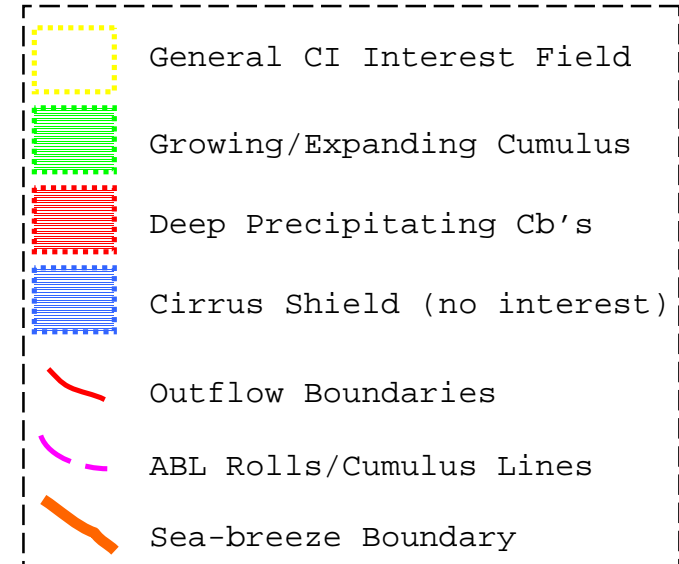 General CI Interest Field
Growing/Expanding Cumulus
Deep Precipitating Cb's
Cirrus Shield (no interest)
Outflow Boundaries
ABL Rolls/Cumulus Lines
Sea-breeze Boundary